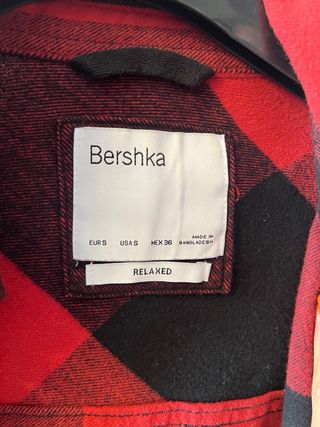 Bershka
EUR S USA S MEX 36 MADE IN BANGLADESH
RELAXED